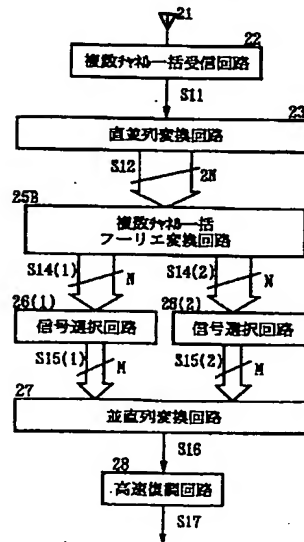 21
22
複数ﾁｬﾈﾙ一括受信回路
S11
23
直並列変換回路
S12
2N
25B
複数ﾁｬﾈﾙ一括
フーリエ変換回路
S14(1)
N
S14(2)
N
26(1)
26(2)
信号選択回路
信号選択回路
S15(1)
M
S15(2)
M
27
並直列変換回路
S16
28
高速復調回路
S17